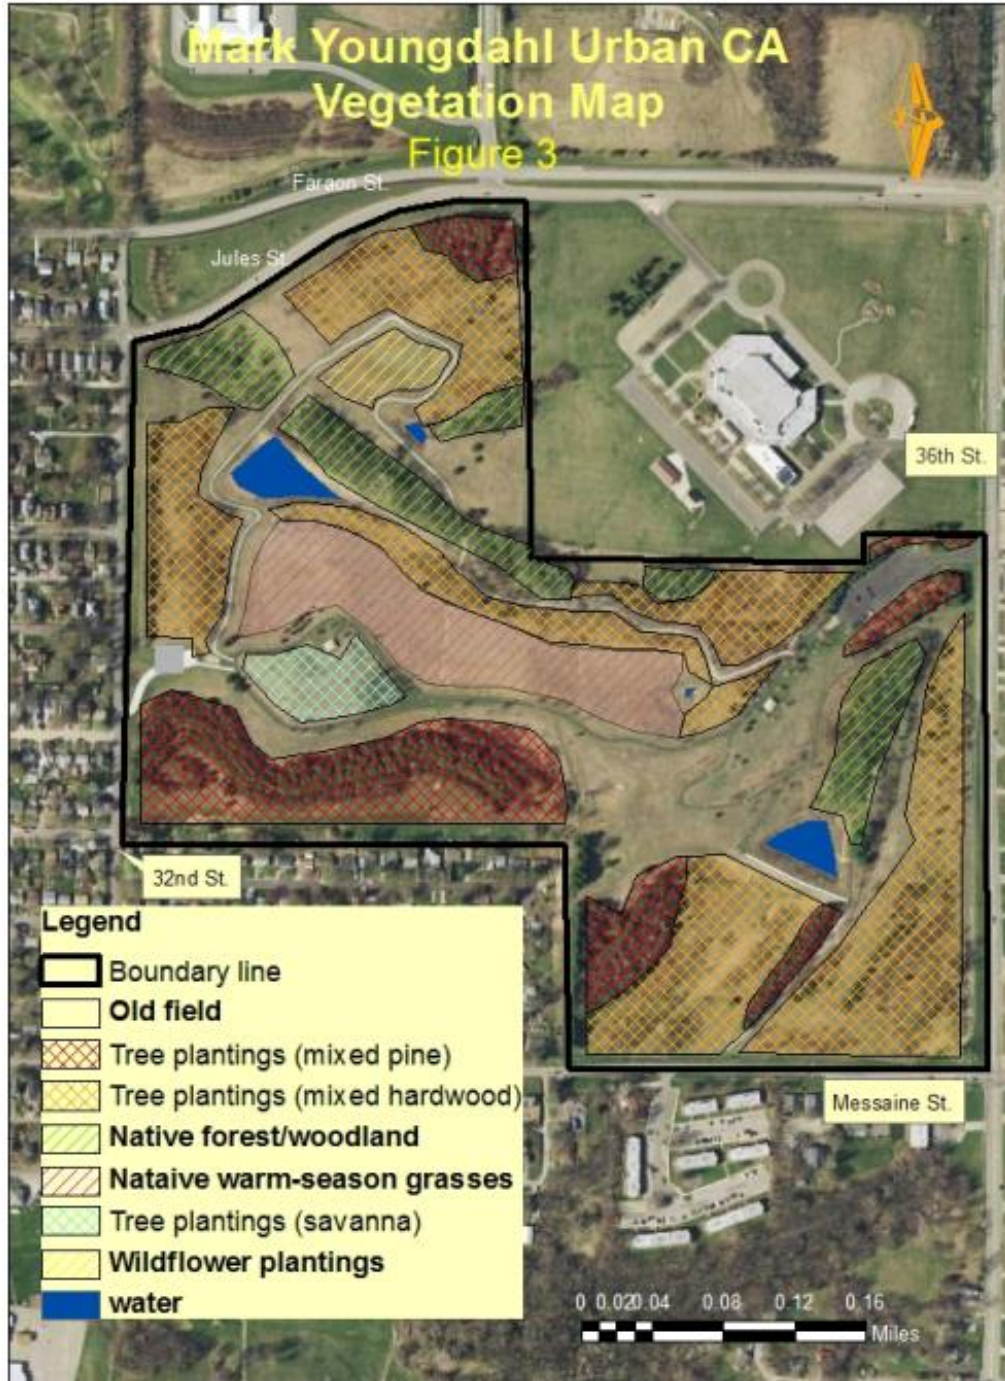 Mark Youngdahl Urban CA
Vegetation Map
Figure 3
Faraon St.
Jules St.
36th St.
32nd St.
Legend
Boundary line
Old field
Tree plantings (mixed pine)
Tree plantings (mixed hardwood)
Native forest/woodland
Nataive warm-season grasses
Tree plantings (savanna)
Wildflower plantings
water
Messaine St.
0 0.020.04 0.08 0.12 0.16
Miles